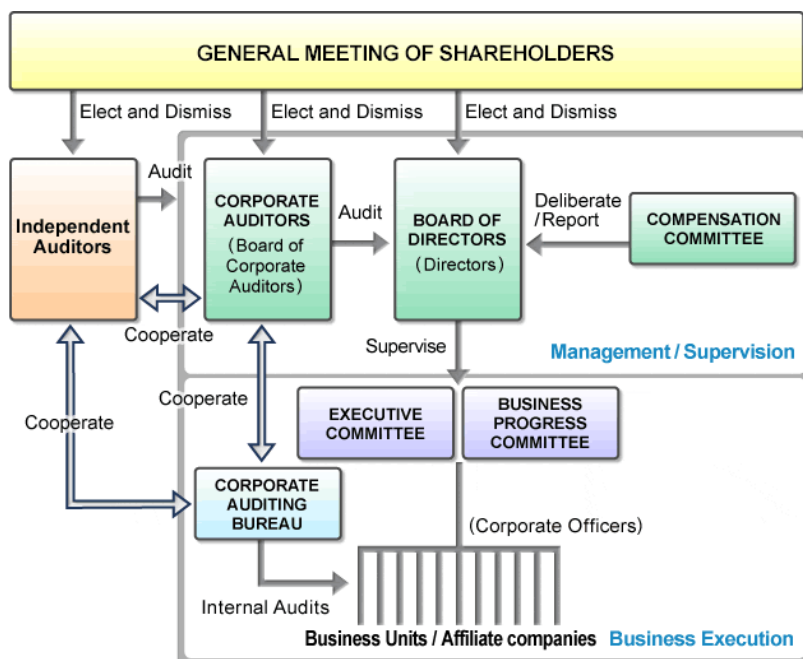 GENERAL MEETING OF SHAREHOLDERS
Elect and Dismiss
Elect and Dismiss
Elect and Dismiss
Independent
Auditors
Audit
CORPORATE
AUDITORS
(Board of
Corporate
Auditors)
Audit
BOARD OF
DIRECTORS
(Directors)
Deliberate
/Report
COMPENSATION
COMMITTEE
Cooperate
Supervise
Management / Supervision
Cooperate
Cooperate
EXECUTIVE
COMMITTEE
BUSINESS
PROGRESS
COMMITTEE
CORPORATE
AUDITING
BUREAU
(Corporate Officers)
Internal Audits
Business Units / Affiliate companies
Business Execution